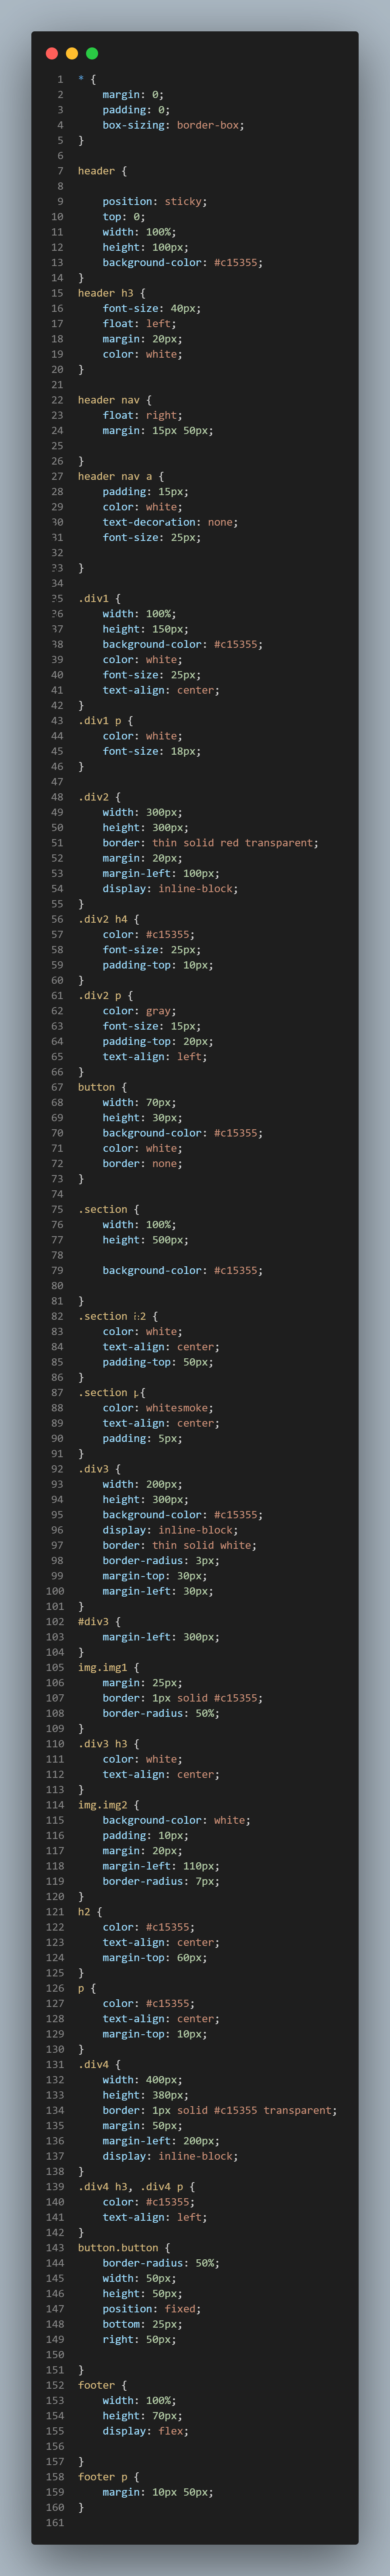 1 * {
2 margin: 0;
3 padding: 0;
4 box-sizing: border-box;
5 }
6
7 header {
8
9 position: sticky;
10 top: 0;
11 width: 100%;
12 height: 100px;
13 background-color: #c15355;
14 }
15 header h3 {
16 font-size: 40px;
17 float: left;
18 margin: 20px;
19 color: white;
20 }
21
22 header nav {
23 float: right;
24 margin: 15px 50px;
25
26 }
27 header nav a {
28 padding: 15px;
29 color: white;
30 text-decoration: none;
31 font-size: 25px;
32
33 }
34
35 .div1 {
36 width: 100%;
37 height: 150px;
38 background-color: #c15355;
39 color: white;
40 font-size: 25px;
41 text-align: center;
42 }
43 .div1 p {
44 color: white;
45 font-size: 18px;
46 }
47
48 .div2 {
49 width: 300px;
50 height: 300px;
51 border: thin solid red transparent;
52 margin: 20px;
53 margin-left: 100px;
54 display: inline-block;
55 }
56 .div2 h4 {
57 color: #c15355;
58 font-size: 25px;
59 padding-top: 10px;
60 }
61 .div2 p {
62 color: gray;
63 font-size: 15px;
64 padding-top: 20px;
65 text-align: left;
66 }
67 button {
68 width: 70px;
69 height: 30px;
70 background-color: #c15355;
71 color: white;
72 border: none;
73 }
74
75 .section {
76 width: 100%;
77 height: 500px;
78
79 background-color: #c15355;
80
81 }
82 .section h2 {
83 color: white;
84 text-align: center;
85 padding-top: 50px;
86 }
87 .section p{
88 color: whitesmoke;
89 text-align: center;
90 padding: 5px;
91 }
92 .div3 {
93 width: 200px;
94 height: 300px;
95 background-color: #c15355;
96 display: inline-block;
97 border: thin solid white;
98 border-radius: 3px;
99 margin-top: 30px;
100 margin-left: 30px;
101 }
102 #div3 {
103 margin-left: 300px;
104 }
105 img.img1 {
106 margin: 25px;
107 border: 1px solid #c15355;
108 border-radius: 50%;
109 }
110 .div3 h3 {
111 color: white;
112 text-align: center;
113 }
114 img.img2 {
115 background-color: white;
116 padding: 10px;
117 margin: 20px;
118 margin-left: 110px;
119 border-radius: 7px;
120 }
121 h2 {
122 color: #c15355;
123 text-align: center;
124 margin-top: 60px;
125 }
126 p {
127 color: #c15355;
128 text-align: center;
129 margin-top: 10px;
130 }
131 .div4 {
132 width: 400px;
133 height: 380px;
134 border: 1px solid #c15355 transparent;
135 margin: 50px;
136 margin-left: 200px;
137 display: inline-block;
138 }
139 .div4 h3, .div4 p {
140 color: #c15355;
141 text-align: left;
142 }
143 button.button {
144 border-radius: 50%;
145 width: 50px;
146 height: 50px;
147 position: fixed;
148 bottom: 25px;
149 right: 50px;
150
151 }
152 footer {
153 width: 100%;
154 height: 70px;
155 display: flex;
156
157 }
158 footer p {
159 margin: 10px 50px;
160 }
161